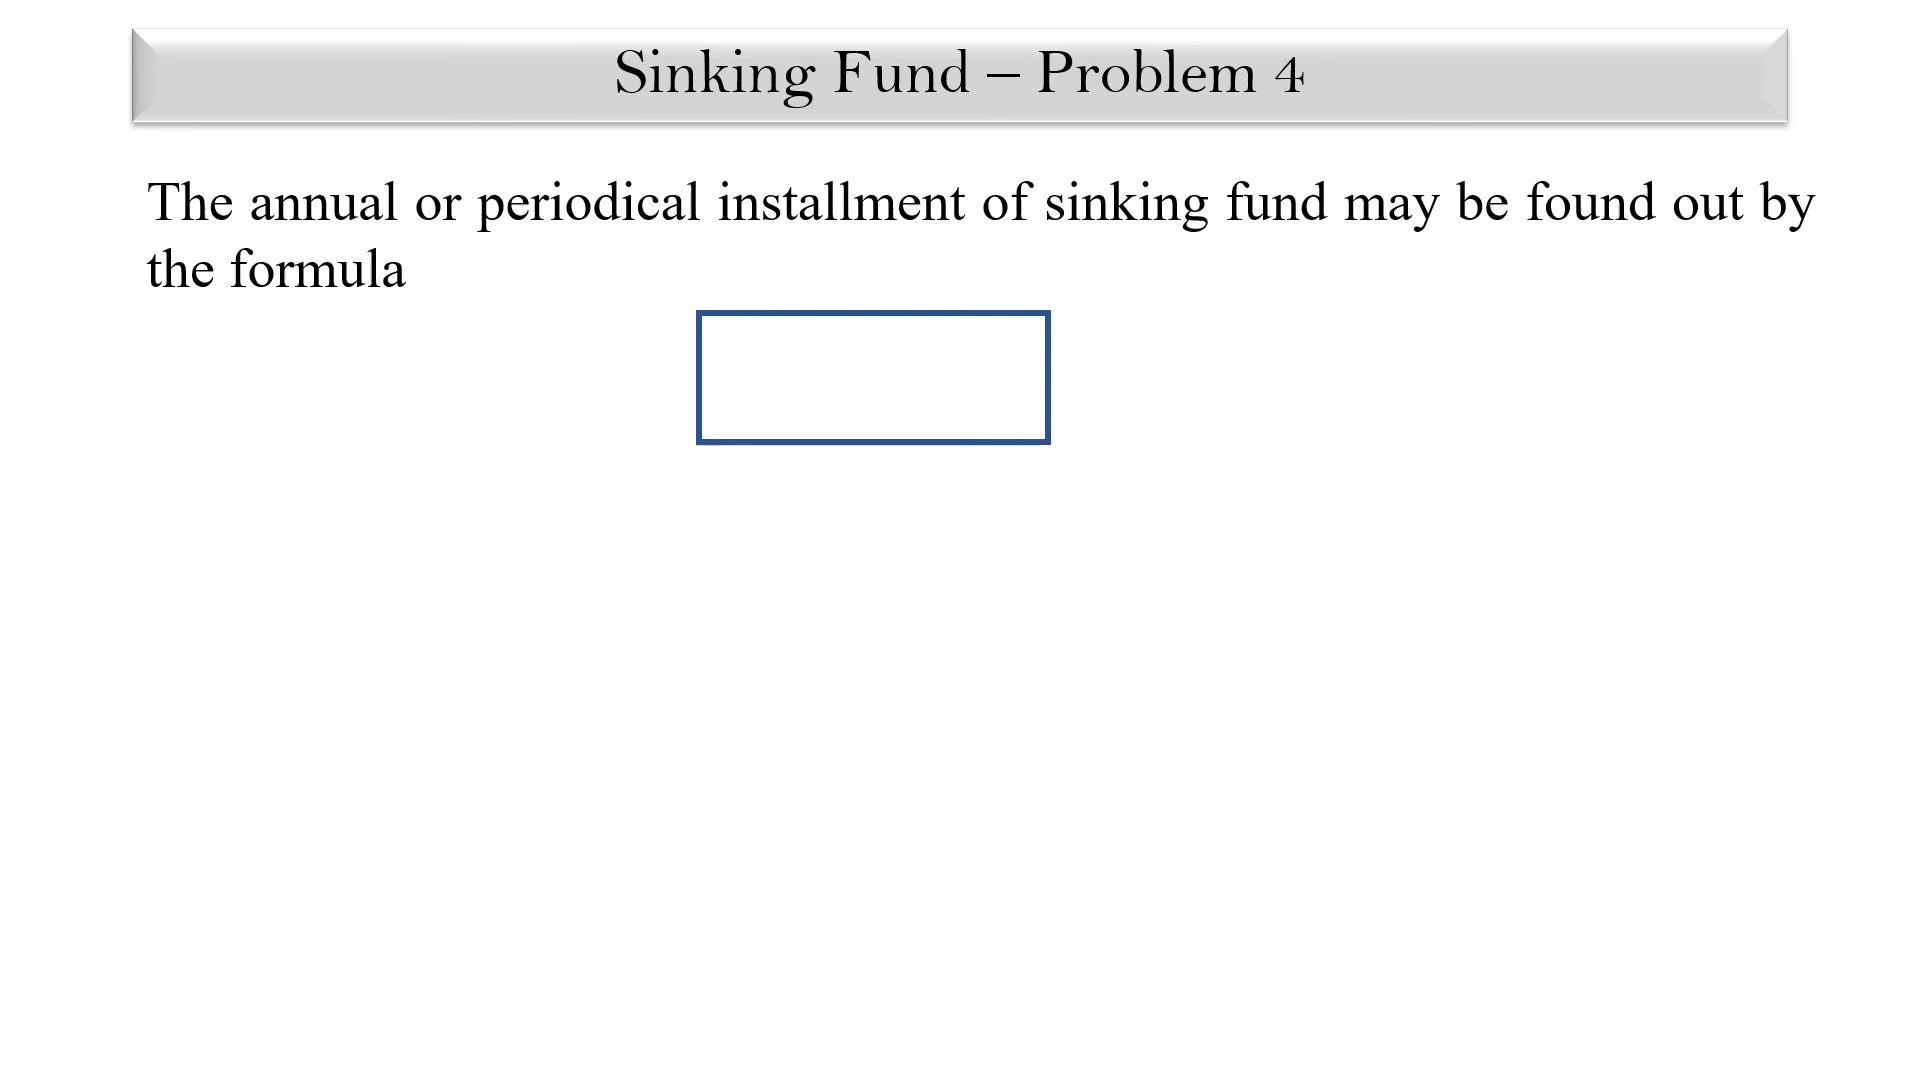 Sinking Fund – Problem 4
The annual or periodical installment of sinking fund may be found out by
the formula